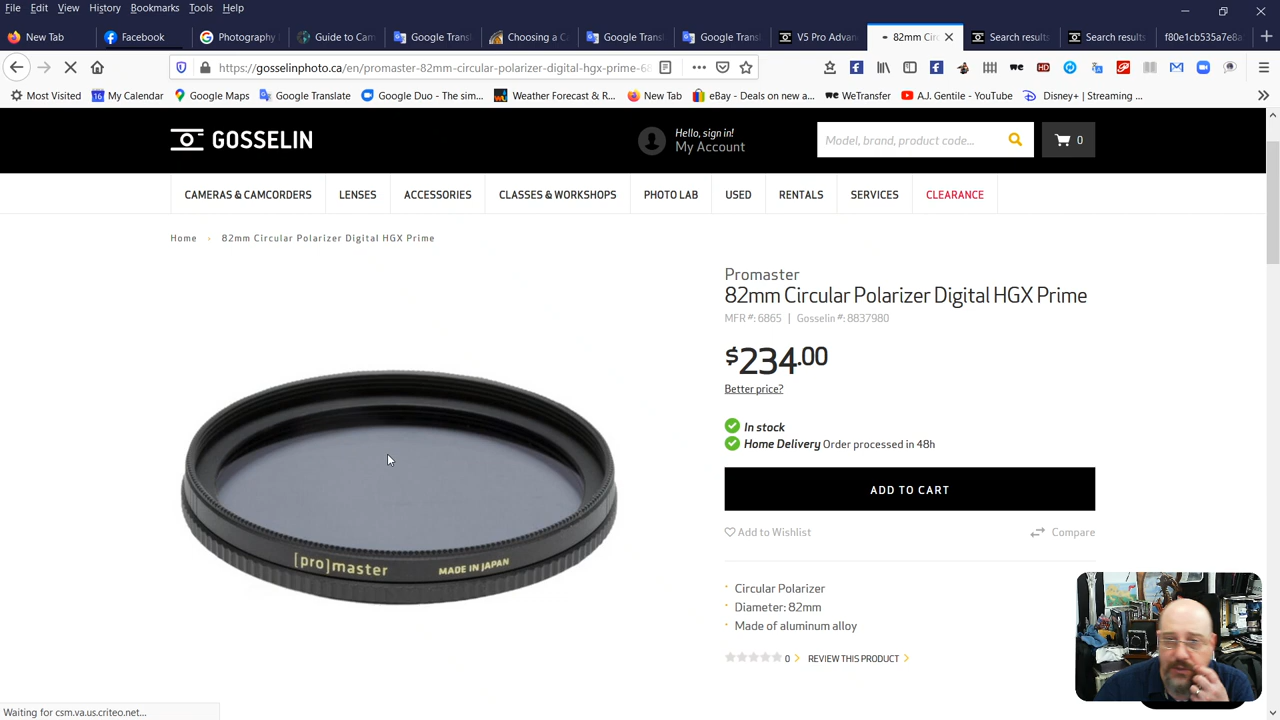 File Edit View History Bookmarks Tools Help
New Tab Facebook Photography Guide to Cam Google Transl Choosing a C Google Transl Google Transl V5 Pro Advan 82mm Circ Search results Search results f80e1cb535a7e8a
https://gosselinphoto.ca/en/promaster-82mm-circular-polarizer-digital-hgx-prime-68
Most Visited My Calendar Google Maps Google Translate Google Duo - The sim... Weather Forecast & R... New Tab eBay - Deals on new a... WeTransfer A.J. Gentile - YouTube Disney+ | Streaming ...
GOSSELIN
Hello, sign in!
My Account
Model, brand, product code...
0
CAMERAS & CAMCORDERS LENSES ACCESSORIES CLASSES & WORKSHOPS PHOTO LAB USED RENTALS SERVICES CLEARANCE
Home › 82mm Circular Polarizer Digital HGX Prime
Promaster
82mm Circular Polarizer Digital HGX Prime
MFR #: 6865 | Gosselin #: 8837980
$234.00
Better price?
In stock
Home Delivery Order processed in 48h
ADD TO CART
Add to Wishlist Compare
[pro]master MADE IN JAPAN
Circular Polarizer
Diameter: 82mm
Made of aluminum alloy
0 REVIEW THIS PRODUCT
Waiting for csm.va.us.criteo.net...